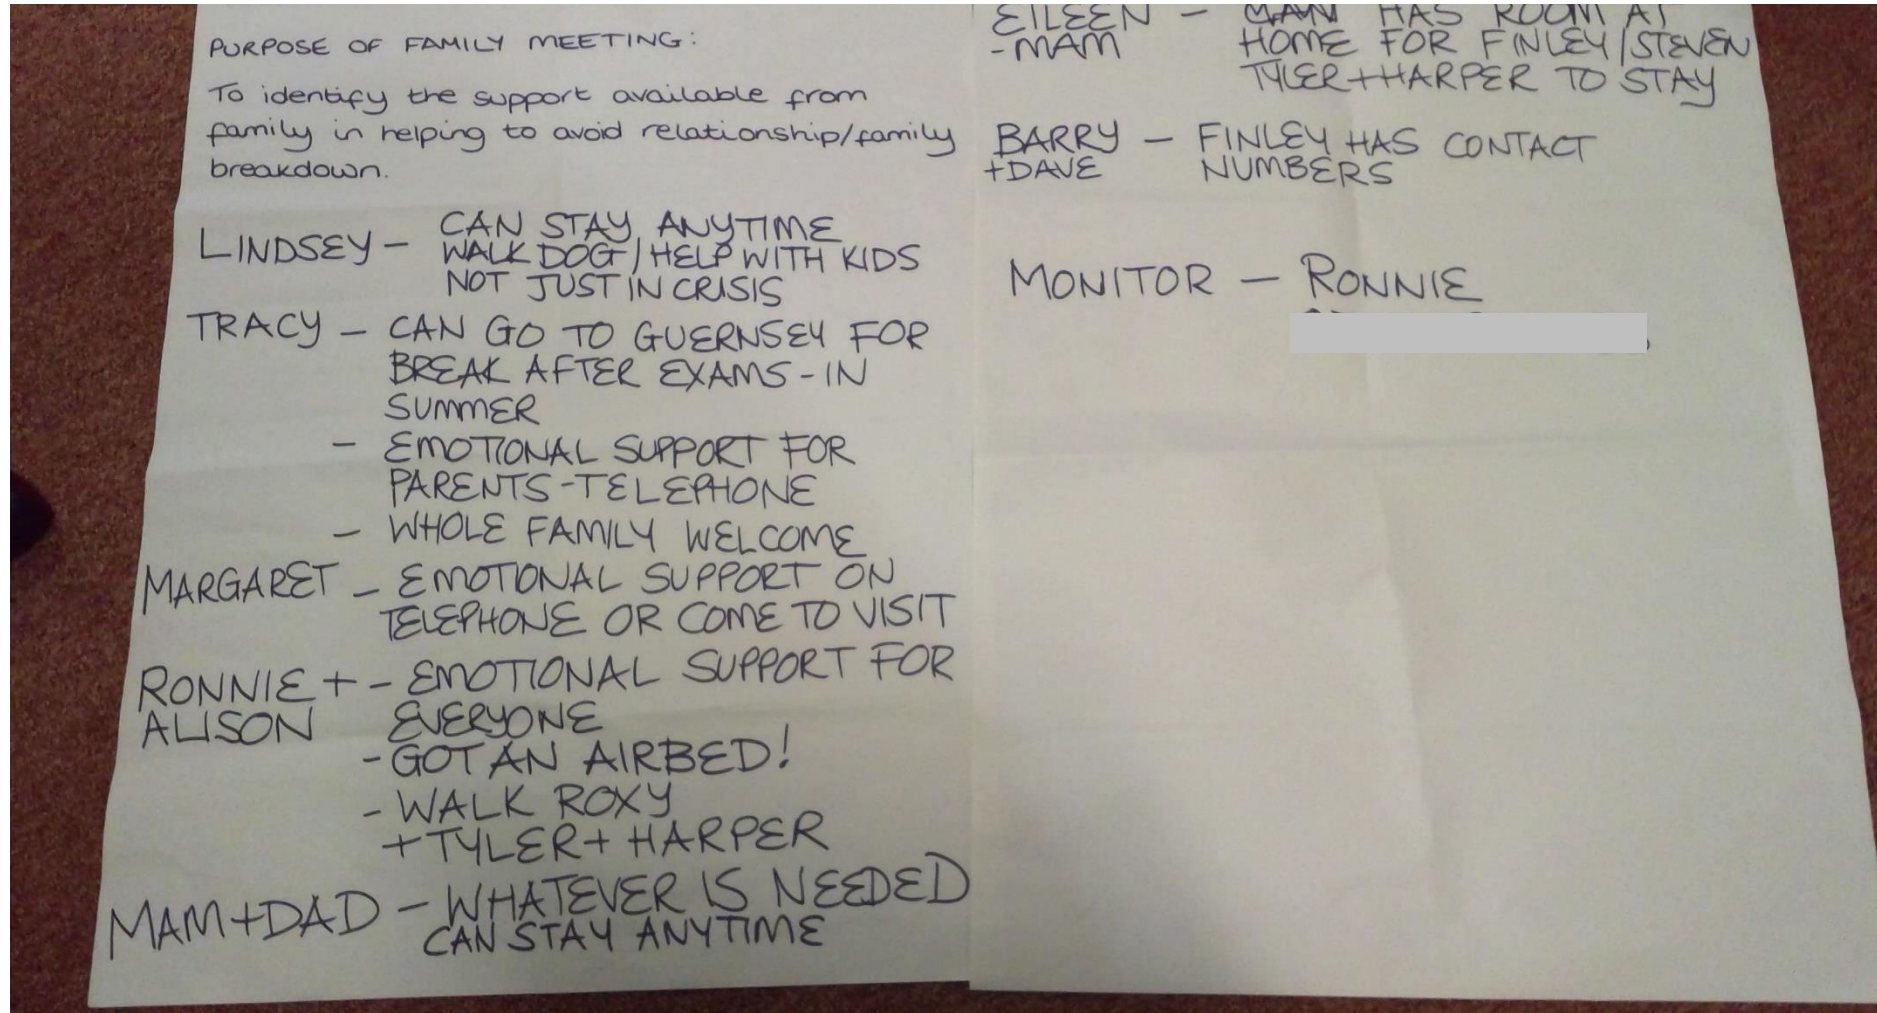 PURPOSE OF FAMILY MEETING:
To identify the support available from
family in helping to avoid relationship/family
breakdown.
LINDSEY – CAN STAY ANYTIME
WALK DOG / HELP WITH KIDS
NOT JUST IN CRISIS
TRACY – CAN GO TO GUERNSEY FOR
BREAK AFTER EXAMS - IN
SUMMER
– EMOTIONAL SUPPORT FOR
PARENTS - TELEPHONE
– WHOLE FAMILY WELCOME
MARGARET – EMOTIONAL SUPPORT ON
TELEPHONE OR COME TO VISIT
RONNIE + – EMOTIONAL SUPPORT FOR
ALISON EVERYONE
- GOT AN AIRBED!
- WALK ROXY
+ TYLER + HARPER
MAM + DAD – WHATEVER IS NEEDED
CAN STAY ANYTIME
EILEEN – HAS ROOM AT
- MAM HOME FOR FINLEY / STEVEN
TYLER + HARPER TO STAY
BARRY – FINLEY HAS CONTACT
+ DAVE NUMBERS
MONITOR – RONNIE